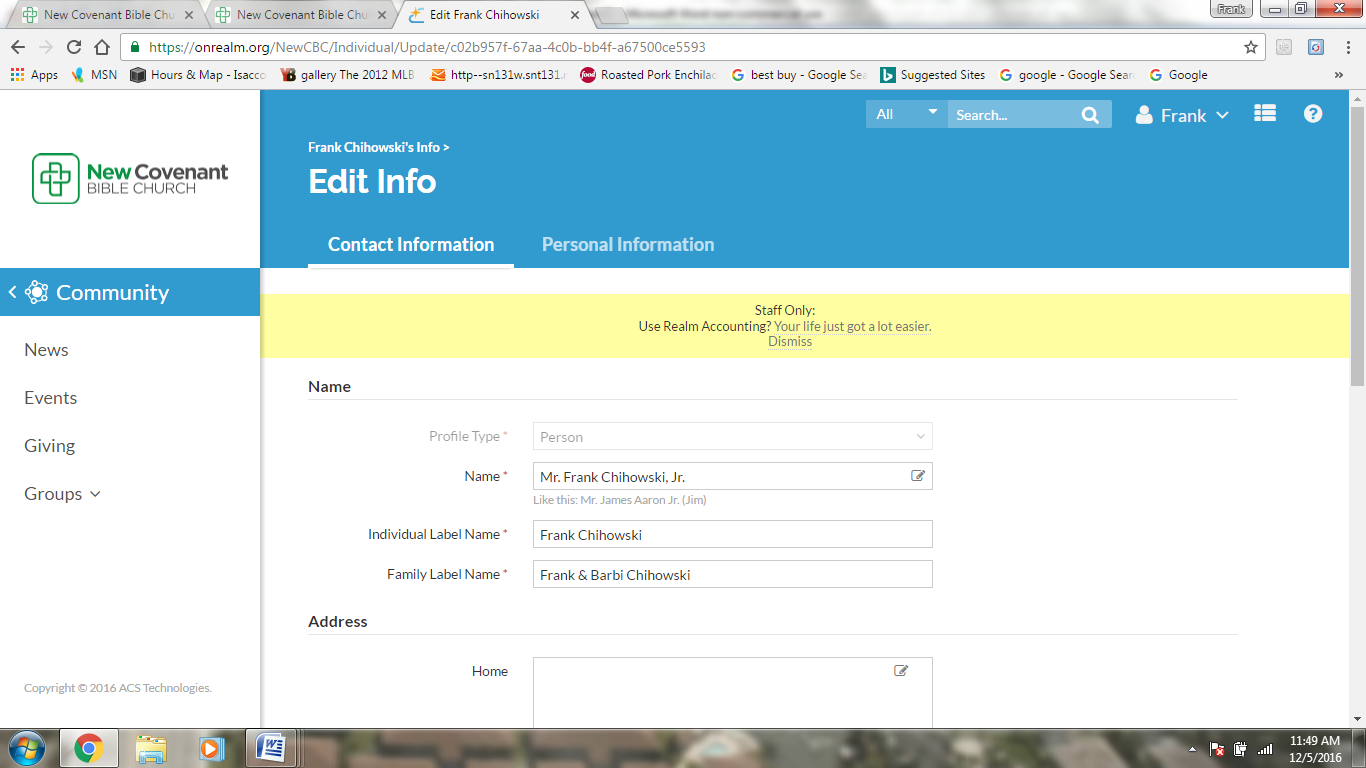 New Covenant Bible Chu
New Covenant Bible Chu
Edit Frank Chihowski
Frank
https://onrealm.org/NewCBC/Individual/Update/c02b957f-67aa-4c0b-bb4f-a67500ce5593
Apps
MSN
Hours & Map - Isacco
gallery The 2012 MLB
http--sn131w.snt131.
Roasted Pork Enchilad
best buy - Google Sea
Suggested Sites
google - Google Searc
Google
»
New Covenant
BIBLE CHURCH
All
Search...
Frank
Frank Chihowski's Info >
Edit Info
Contact Information
Personal Information
Community
News
Events
Giving
Groups
Copyright © 2016 ACS Technologies.
Staff Only:
Use Realm Accounting? Your life just got a lot easier.
Dismiss
Name
Profile Type *
Person
Name *
Mr. Frank Chihowski, Jr.
Like this: Mr. James Aaron Jr. (Jim)
Individual Label Name *
Frank Chihowski
Family Label Name *
Frank & Barbi Chihowski
Address
Home
11:49 AM
12/5/2016